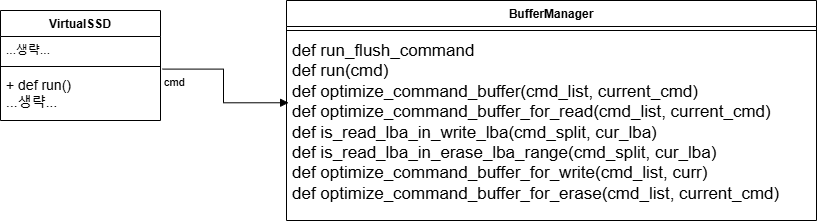 VirtualSSD
...생략...
+ def run()
...생략...
cmd
BufferManager
def run_flush_command
def run(cmd)
def optimize_command_buffer(cmd_list, current_cmd)
def optimize_command_buffer_for_read(cmd_list, current_cmd)
def is_read_lba_in_write_lba(cmd_split, cur_lba)
def is_read_lba_in_erase_lba_range(cmd_split, cur_lba)
def optimize_command_buffer_for_write(cmd_list, curr)
def optimize_command_buffer_for_erase(cmd_list, current_cmd)